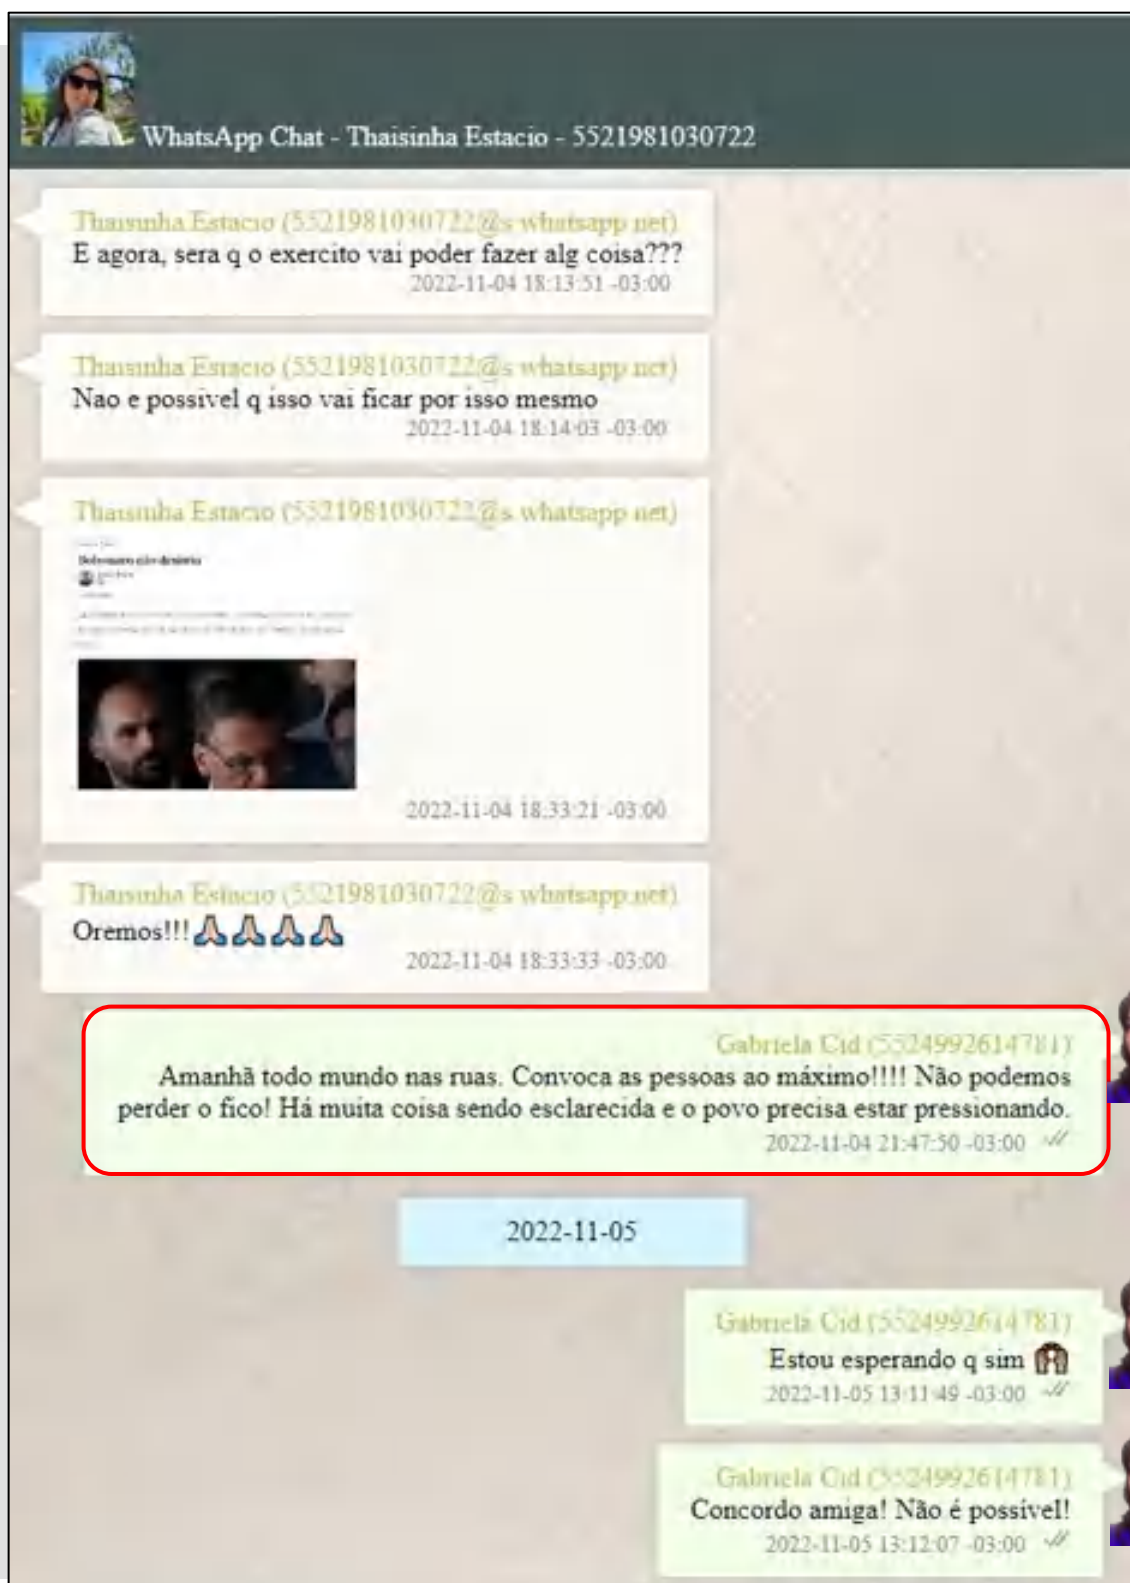 WhatsApp Chat - Thaisinha Estacio - 5521981030722
Thaisinha Estacio (5521981030722@s.whatsapp.net)
E agora, sera q o exercito vai poder fazer alg coisa???
2022-11-04 18:13:51 -03:00
Thaisinha Estacio (5521981030722@s.whatsapp.net)
Nao e possivel q isso vai ficar por isso mesmo
2022-11-04 18:14:03 -03:00
Thaisinha Estacio (5521981030722@s.whatsapp.net)
Bolsonaro não desistiu
2022-11-04 18:33:21 -03:00
Thaisinha Estacio (5521981030722@s.whatsapp.net)
Oremos!!!🙏🏻🙏🏻🙏🏻🙏🏻
2022-11-04 18:33:33 -03:00
Gabriela Cid (5524992614781)
Amanhã todo mundo nas ruas. Convoca as pessoas ao máximo!!!! Não podemos
perder o fico! Há muita coisa sendo esclarecida e o povo precisa estar pressionando.
2022-11-04 21:47:50 -03:00
2022-11-05
Gabriela Cid (5524992614781)
Estou esperando q sim
2022-11-05 13:11:49 -03:00
Gabriela Cid (5524992614781)
Concordo amiga! Não é possível!
2022-11-05 13:12:07 -03:00